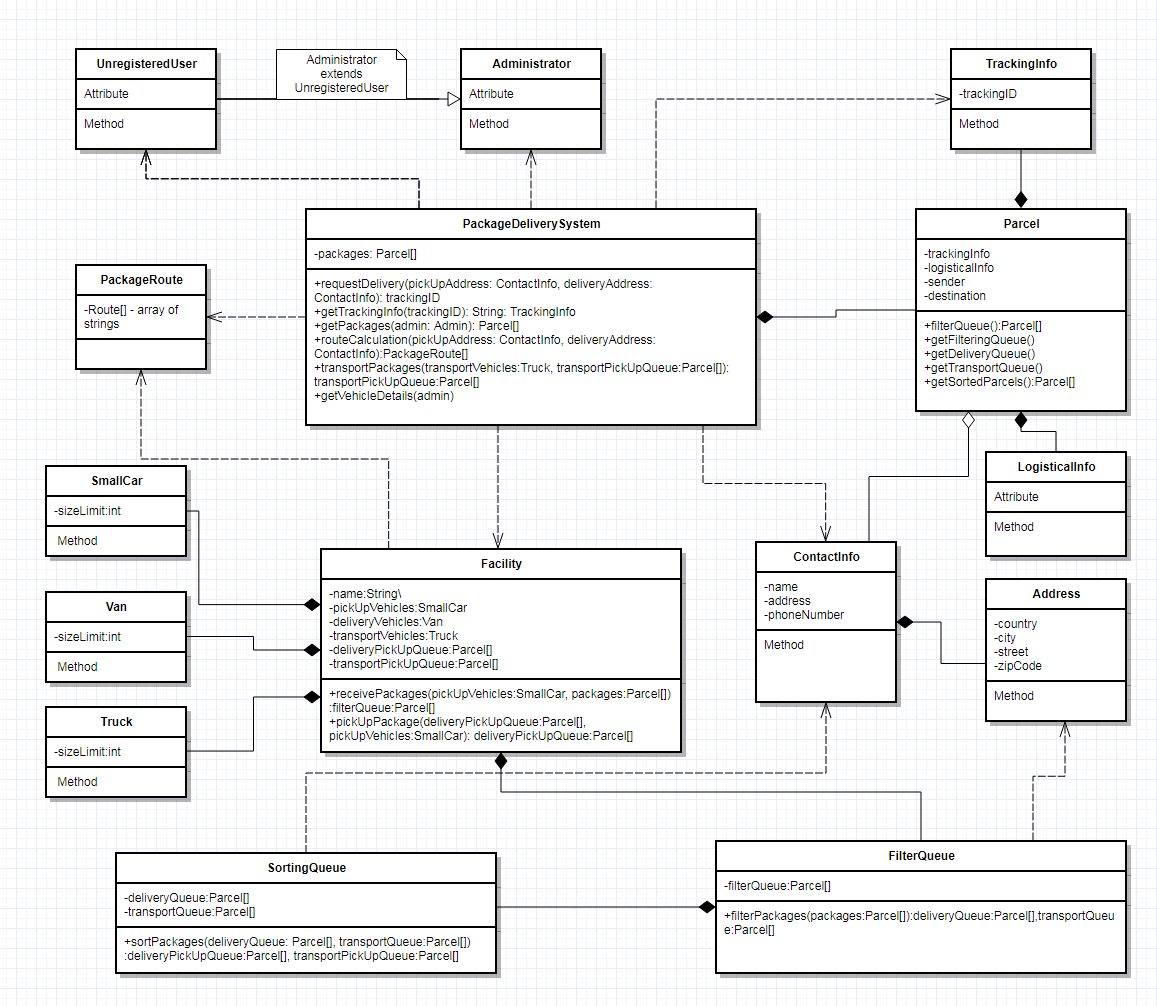 UnregisteredUser
Attribute
Method
Administrator
extends
UnregisteredUser
Administrator
Attribute
Method
TrackingInfo
-trackingID
Method
PackageDeliverySystem
-packages: Parcel[]
+requestDelivery(pickUpAddress: ContactInfo, deliveryAddress:
ContactInfo): trackingID
+getTrackingInfo(trackingID): String: TrackingInfo
+getPackages(admin: Admin): Parcel[]
+routeCalculation(pickUpAddress: ContactInfo, deliveryAddress:
ContactInfo):PackageRoute[]
+transportPackages(transportVehicles:Truck, transportPickUpQueue:Parcel[]):
transportPickUpQueue:Parcel[]
+getVehicleDetails(admin)
Parcel
-trackingInfo
-logisticalInfo
-sender
-destination
+filterQueue():Parcel[]
+getFilteringQueue()
+getDeliveryQueue()
+getTransportQueue()
+getSortedParcels():Parcel[]
PackageRoute
-Route[] - array of
strings
SmallCar
-sizeLimit:int
Method
Van
-sizeLimit:int
Method
Truck
-sizeLimit:int
Method
Facility
-name:String\
-pickUpVehicles:SmallCar
-deliveryVehicles:Van
-transportVehicles:Truck
-deliveryPickUpQueue:Parcel[]
-transportPickUpQueue:Parcel[]
+receivePackages(pickUpVehicles:SmallCar, packages:Parcel[])
:filterQueue:Parcel[]
+pickUpPackage(deliveryPickUpQueue:Parcel[],
pickUpVehicles:SmallCar): deliveryPickUpQueue:Parcel[]
LogisticalInfo
Attribute
Method
ContactInfo
-name
-address
-phoneNumber
Method
Address
-country
-city
-street
-zipCode
Method
SortingQueue
-deliveryQueue:Parcel[]
-transportQueue:Parcel[]
+sortPackages(deliveryQueue: Parcel[], transportQueue:Parcel[])
:deliveryPickUpQueue:Parcel[], transportPickUpQueue:Parcel[]
FilterQueue
-filterQueue:Parcel[]
+filterPackages(packages:Parcel[]):deliveryQueue:Parcel[],transportQueu
e:Parcel[]